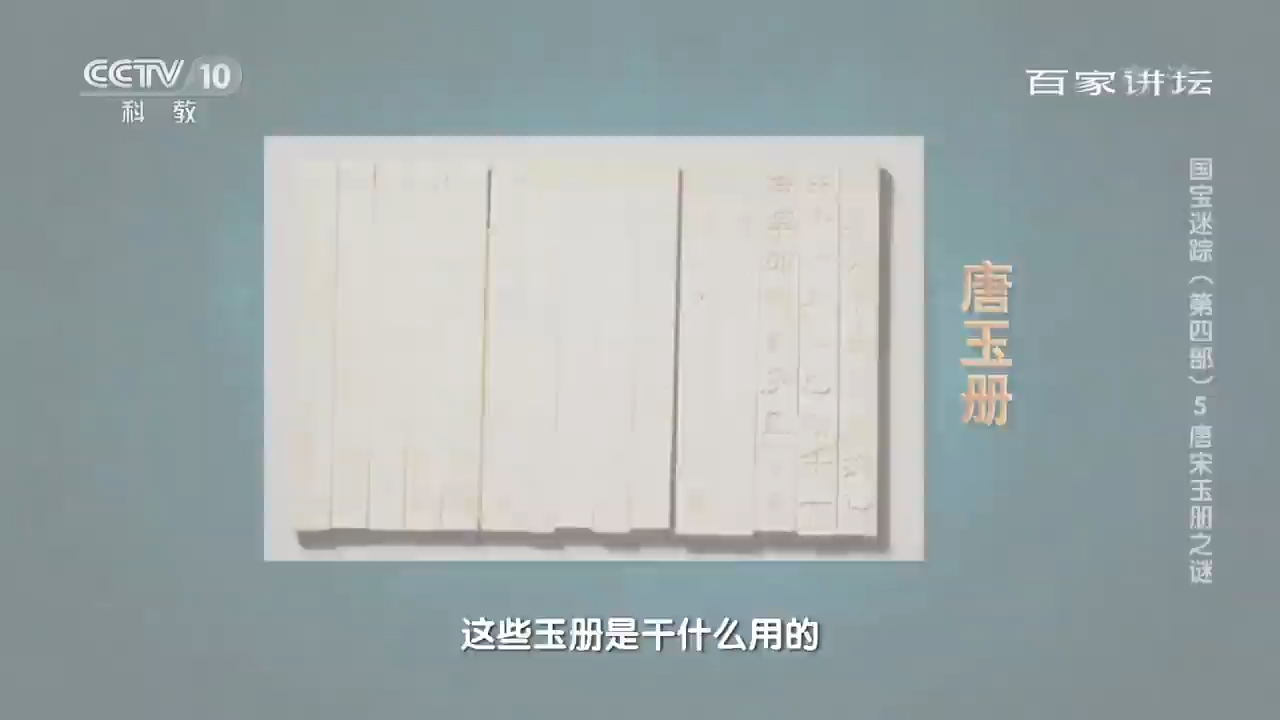 CCTV 10
科教
百家讲坛
唐玉册
国宝迷踪（第四部）5 唐宋玉册之谜
这些玉册是干什么用的